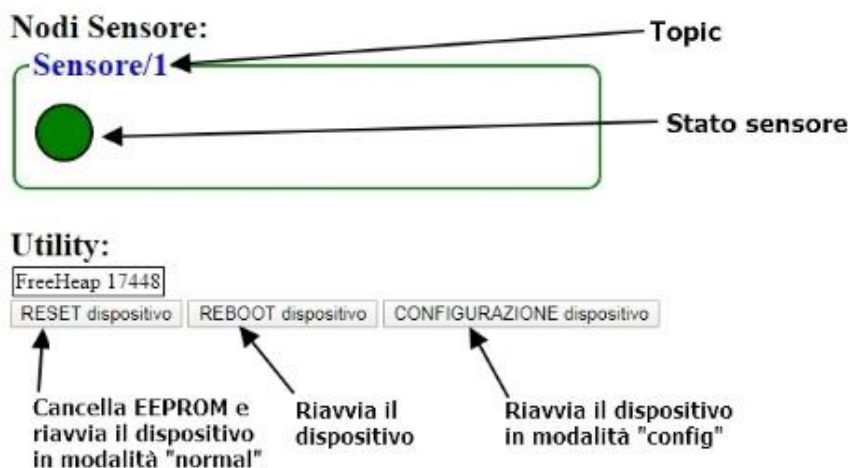 Nodi Sensore:
Topic
Sensore/1
Stato sensore
Utility:
FreeHeap 17448
RESET dispositivo
REBOOT dispositivo
CONFIGURAZIONE dispositivo
Cancella EEPROM e
riavvia il dispositivo
in modalità "normal"
Riavvia il
dispositivo
Riavvia il dispositivo
in modalità "config"